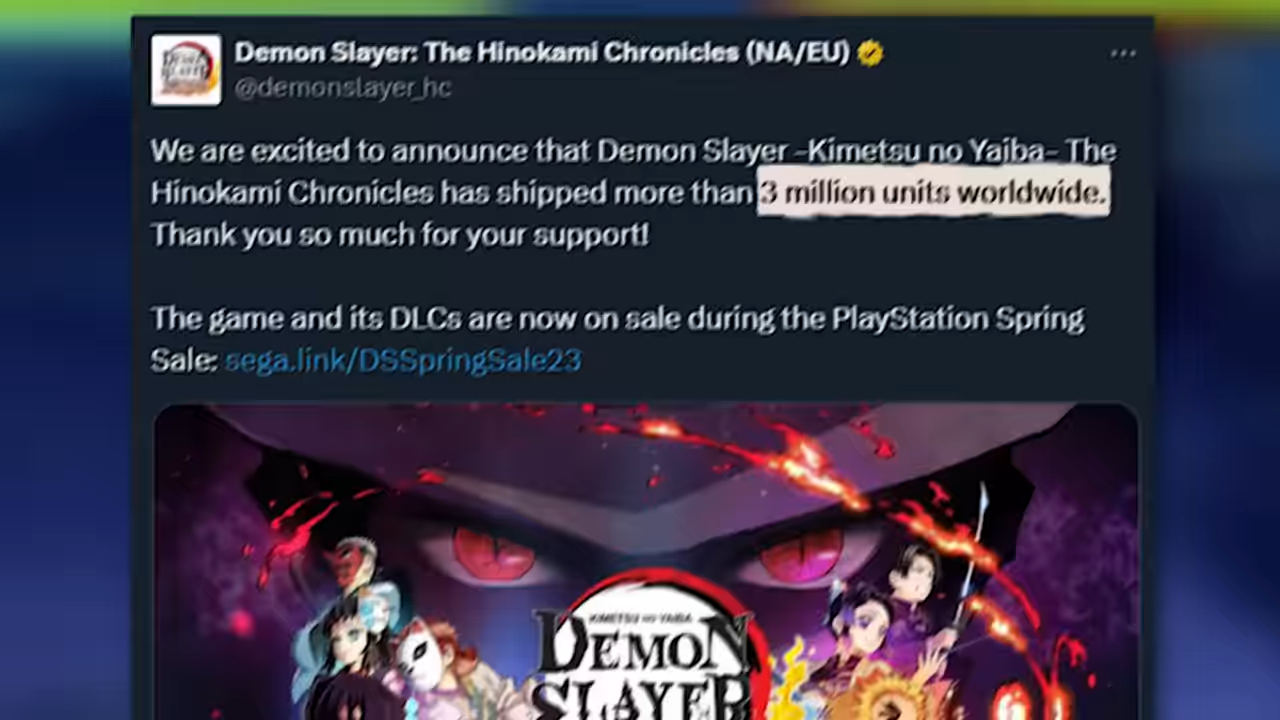 Demon Slayer: The Hinokami Chronicles (NA/EU)
@demonslayer_hc
We are excited to announce that Demon Slayer -Kimetsu no Yaiba- The
Hinokami Chronicles has shipped more than 3 million units worldwide.
Thank you so much for your support!
The game and its DLCs are now on sale during the PlayStation Spring
Sale: sega.link/DSSpringSale23
KIMETSU NO YAIBA
DEMON
SLAYER